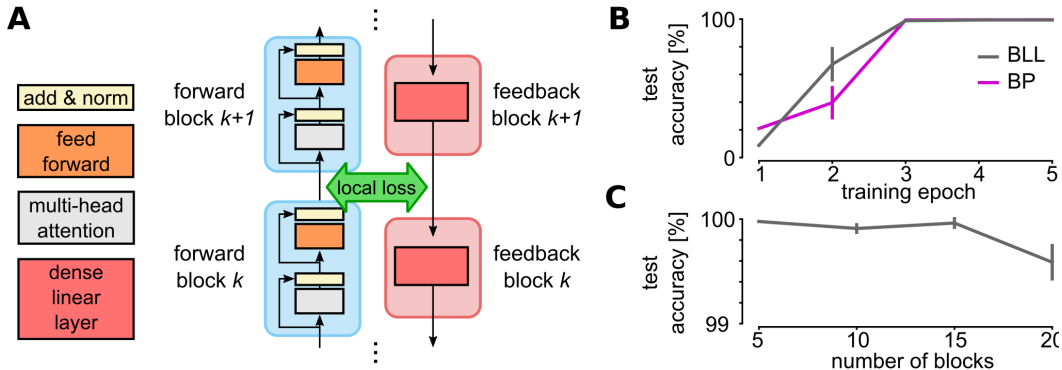 A
add & norm
feed
forward
multi-head
attention
dense
linear
layer
forward
block k+1
forward
block k
local loss
feedback
block k+1
feedback
block k
B
test
accuracy [%]
100
0
BLL
BP
1 2 3 4 5
training epoch
C
test
accuracy [%]
100
99
5 10 15 20
number of blocks